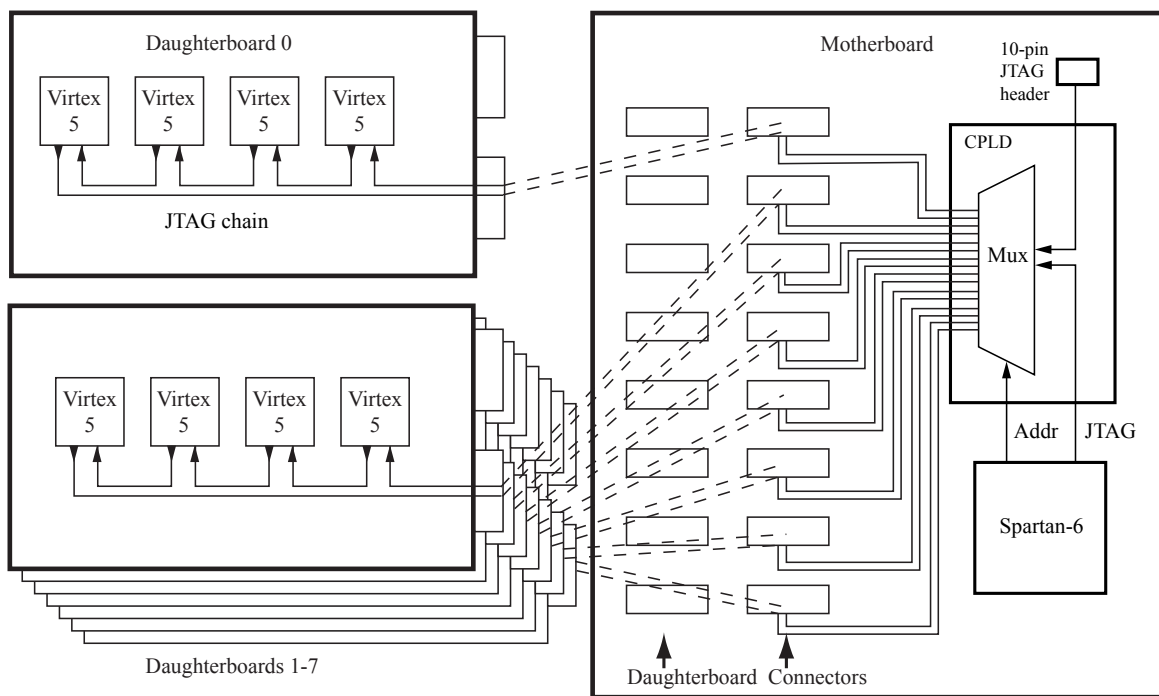 Daughterboard 0
Virtex
5
Virtex
5
Virtex
5
Virtex
5
JTAG chain
Virtex
5
Virtex
5
Virtex
5
Virtex
5
Daughterboards 1-7
Motherboard
10-pin
JTAG
header
CPLD
Mux
Addr
JTAG
Spartan-6
Daughterboard Connectors